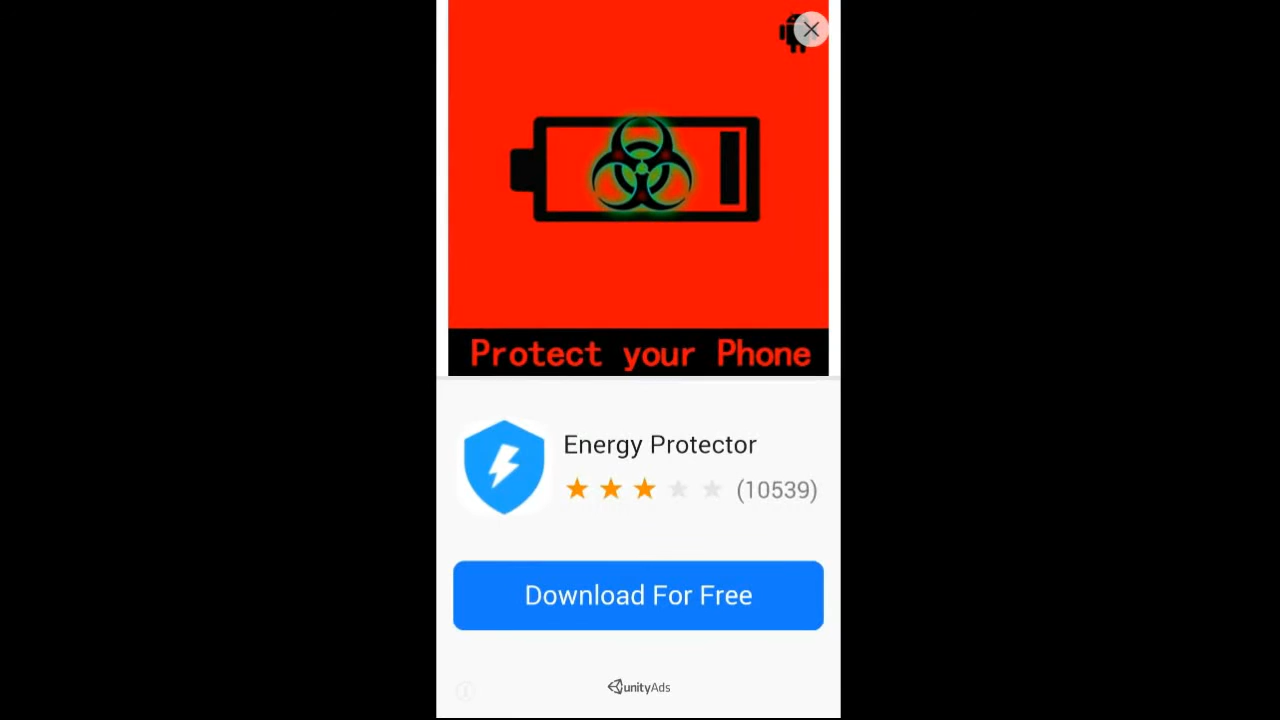 Protect your Phone
Energy Protector
(10539)
Download For Free
unityAds